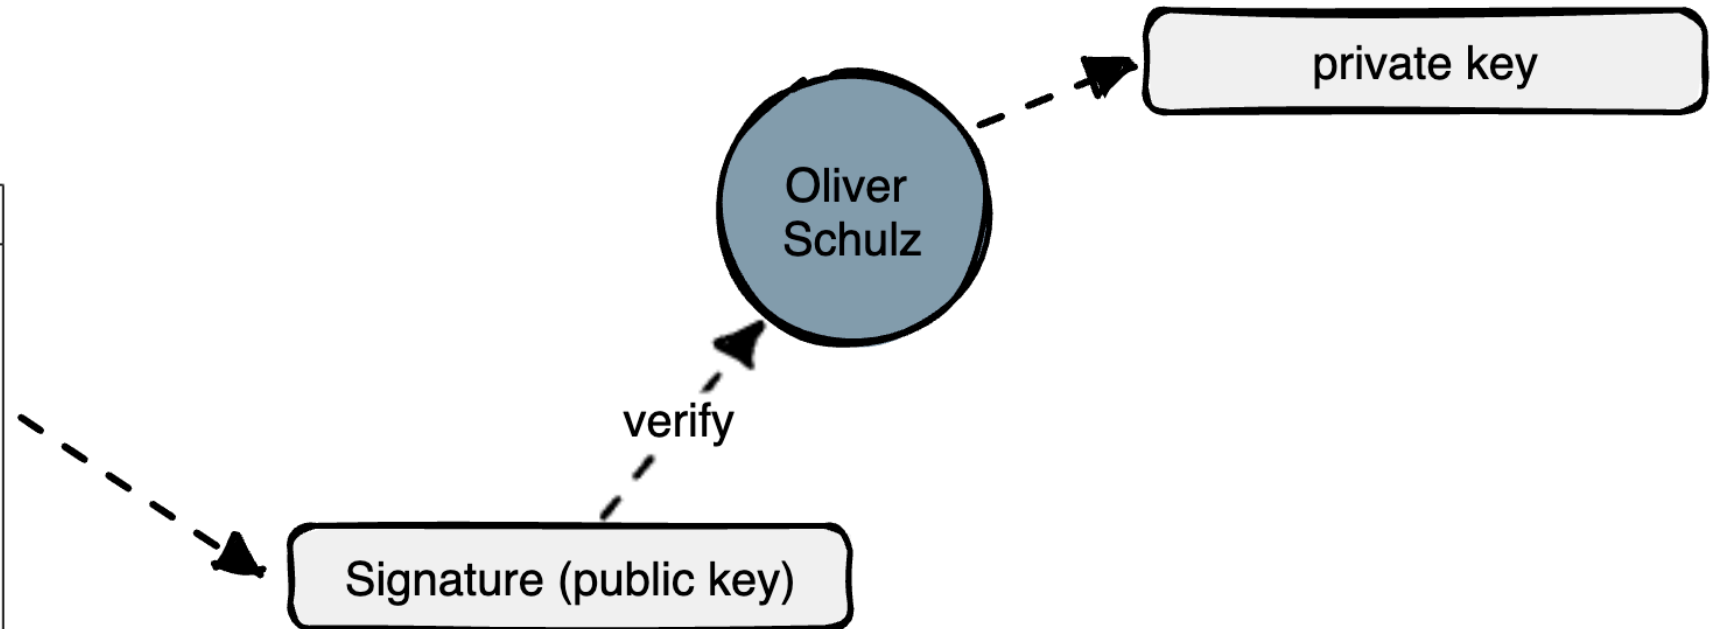 private key
Oliver
Schulz
verify
Signature (public key)